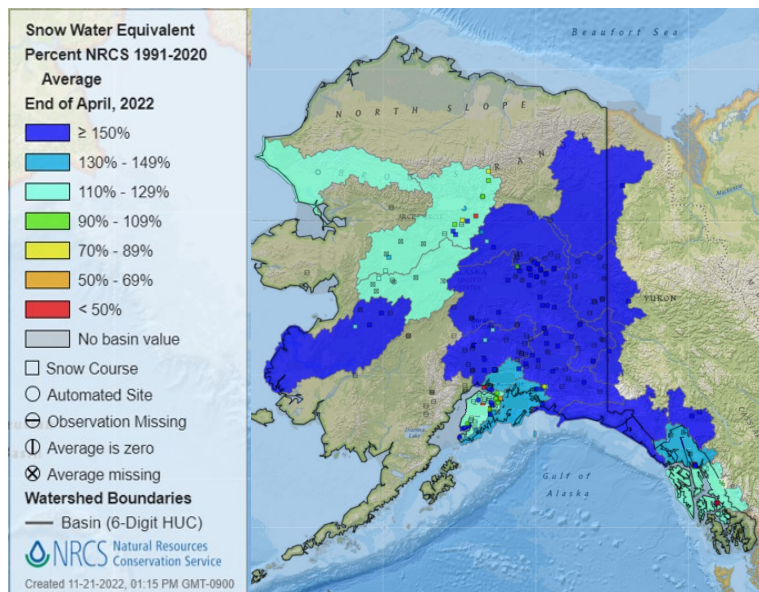 Snow Water Equivalent
Percent NRCS 1991-2020
Average
End of April, 2022
≥ 150%
130% - 149%
110% - 129%
90% - 109%
70% - 89%
50% - 69%
< 50%
No basin value
Snow Course
Automated Site
Observation Missing
Average is zero
Average missing
Watershed Boundaries
Basin (6-Digit HUC)
NRCS Natural Resources
Conservation Service
Created 11-21-2022, 01:15 PM GMT-0900
Beaufort Sea
NORTH SLOPE
YUKON
Gulf of
Alaska